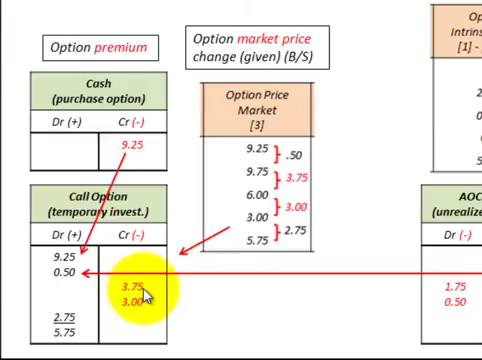 Option premium
Option market price
change (given) (B/S)
Cash
(purchase option)
Dr (+) Cr (-)
9.25
Option Price
Market
[3]
9.25
9.75
6.00
3.00
5.75
.50
3.75
3.00
2.75
Call Option
(temporary invest.)
Dr (+) Cr (-)
9.25
0.50
3.75
3.00
2.75
5.75
Op
Intrins
[1] -
2
0
AOC
(unrealize
Dr (-)
1.75
0.50